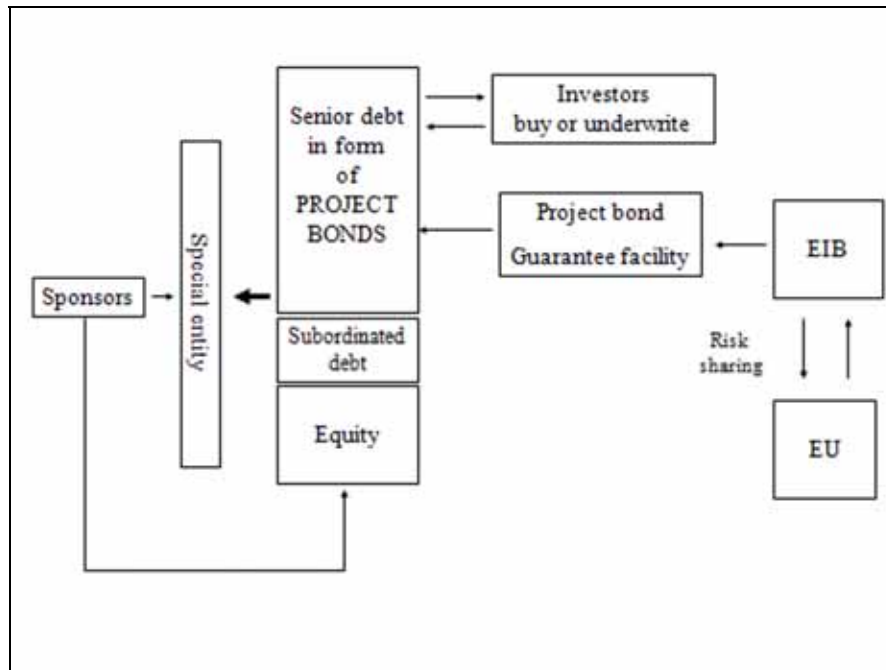 Senior debt
in form
of
PROJECT
BONDS
Investors
buy or underwrite
Project bond
Guarantee facility
EIB
Sponsors
Special entity
Subordinated
debt
Risk
sharing
Equity
EU